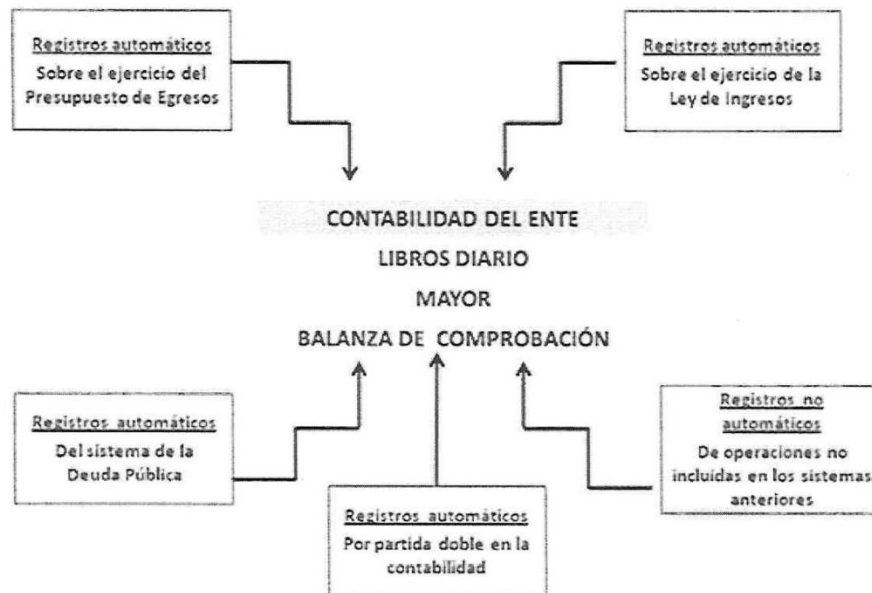 Registros automáticos
Sobre el ejercicio del
Presupuesto de Egresos
Registros automáticos
Sobre el ejercicio de la
Ley de Ingresos
CONTABILIDAD DEL ENTE
LIBROS DIARIO
MAYOR
BALANZA DE COMPROBACIÓN
Registros automáticos
Del sistema de la
Deuda Pública
Registros automáticos
Por partida doble en la
contabilidad
Registros no
automáticos
De operaciones no
incluidas en los sistemas
anteriores